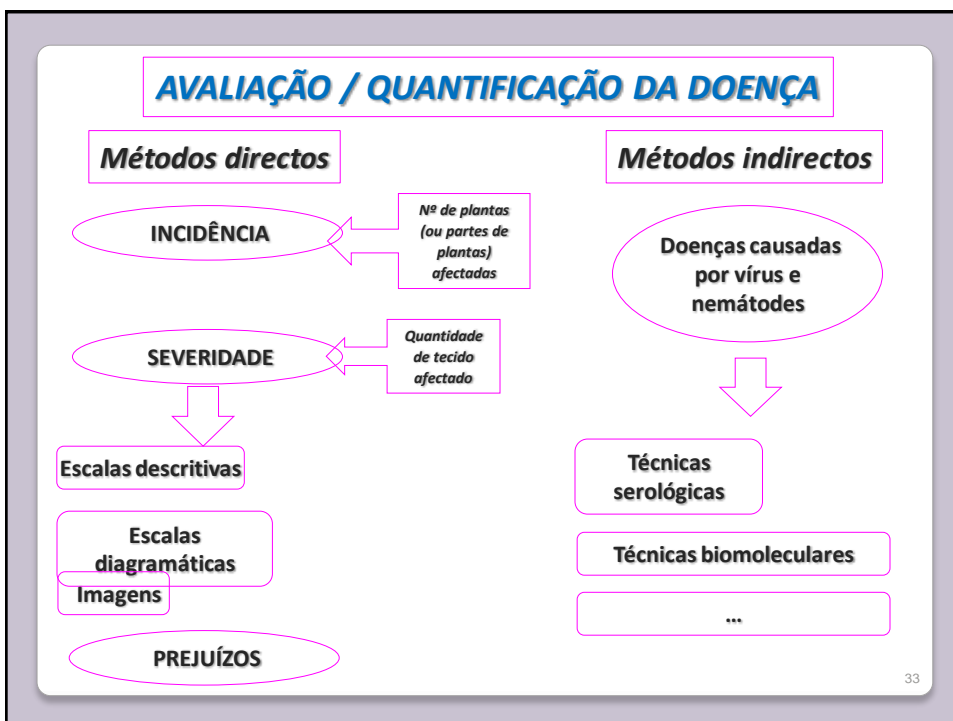 AVALIAÇÃO / QUANTIFICAÇÃO DA DOENÇA
Métodos directos
INCIDÊNCIA
Nº de plantas
(ou partes de
plantas)
afectadas
SEVERIDADE
Quantidade
de tecido
afectado
Escalas descritivas
Escalas
diagramáticas
Imagens
PREJUÍZOS
Métodos indirectos
Doenças causadas
por vírus e
nemátodes
Técnicas
serológicas
Técnicas biomoleculares
...
33